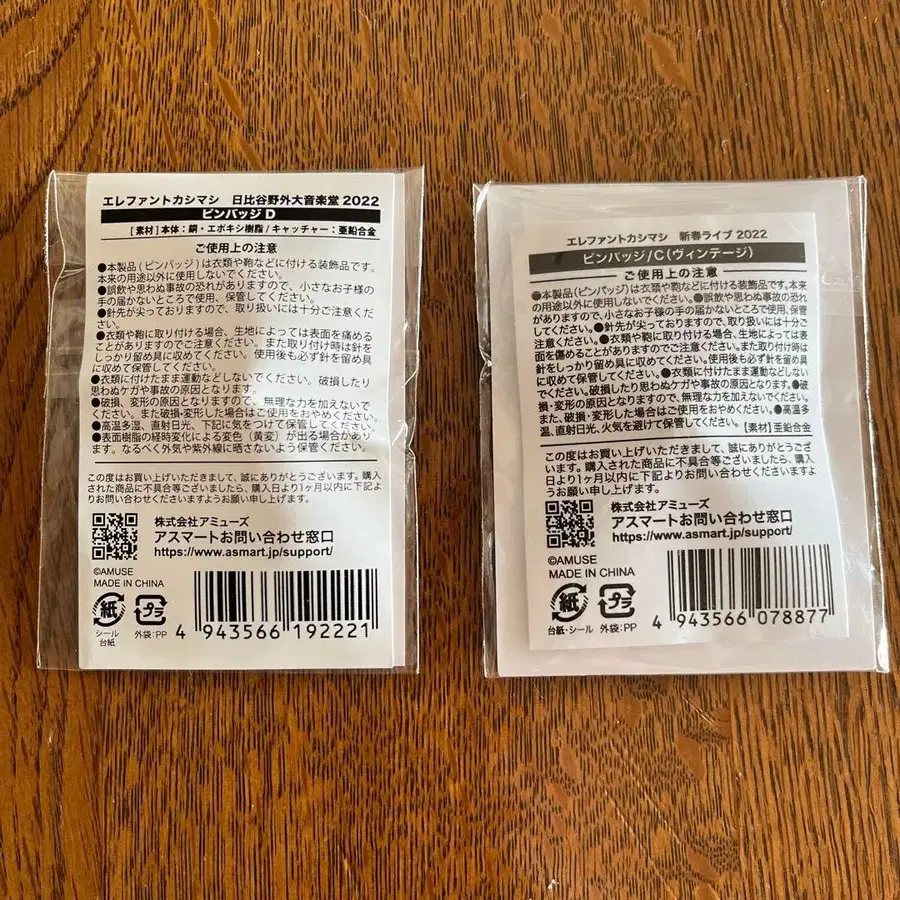 エレファントカシマシ 日比谷野外大音楽堂 2022
ピンバッジ D
[素材] 本体：銅・エポキシ樹脂 / キャッチャー：亜鉛合金
ご使用上の注意
●本製品（ピンバッジ）は衣類や鞄などに付ける装飾品です。
本来の用途以外に使用しないでください。
●誤飲や思わぬ事故の恐れがありますので、小さなお子様の
手の届かないところで使用、保管してください。
●針先が尖っておりますので、取り扱いには十分ご注意くださ
い。
●衣類や鞄に取り付ける場合、生地によっては表面を痛める
ことがありますのでご注意ください。また取り付け時は針を
しっかり留め具に収めてください。使用後も必ず針を留め具
に収めて保管してください。
●衣類に付けたまま運動などしないでください。破損したり
思わぬケガや事故の原因となります。
●破損、変形の原因となりますので、無理な力を加えないで
ください。また破損・変形した場合はご使用をおやめください。
●高温多湿、直射日光、下記に気をつけて保管してください。
●表面樹脂の経時変化による変色（黄変）が出る場合があり
ます。なるべく外気や紫外線に晒さないよう保管ください。
この度はお買い上げいただきまして、誠にありがとうございます。購入
された商品に不具合等ございましたら、購入日より1ヶ月以内に下記よ
りお問い合わせくださいますようお願い申し上げます。
株式会社アミューズ
アスマートお問い合わせ窓口
https://www.asmart.jp/support/
©AMUSE
MADE IN CHINA
紙
プラ
シール
台紙
外袋：PP
4 943566 192221
エレファントカシマシ 新春ライブ 2022
ピンバッジ/C（ヴィンテージ）
ご使用上の注意
●本製品（ピンバッジ）は衣類や鞄などに付ける装飾品です。本来
の用途以外に使用しないでください。●誤飲や思わぬ事故の恐れ
がありますので、小さなお子様の手の届かないところで使用、保管
してください。●針先が尖っておりますので、取り扱いには十分ご
注意ください。●衣類や鞄に取り付ける場合、生地によっては表
面を傷めることがありますのでご注意ください。また取り付け時は
針をしっかり留め具に収めてください。使用後も必ず針を留め具
に収めて保管してください。●衣類に付けたまま運動などしない
でください。破損したり思わぬケガや事故の原因となります。●破
損・変形の原因となりますので、無理な力を加えないでください。
また、破損・変形した場合はご使用をおやめください。●高温多
湿、直射日光、火気を避けて保管してください。 [素材] 亜鉛合金
この度はお買い上げいただきまして、誠にありがとうございま
す。購入された商品に不具合等ございましたら、購入
日より1ヶ月以内に下記よりお問い合わせくださいますよ
うお願い申し上げます。
株式会社アミューズ
アスマートお問い合わせ窓口
https://www.asmart.jp/support/
©AMUSE
MADE IN CHINA
紙
プラ
台紙・シール
外袋：PP
4 943566 078877